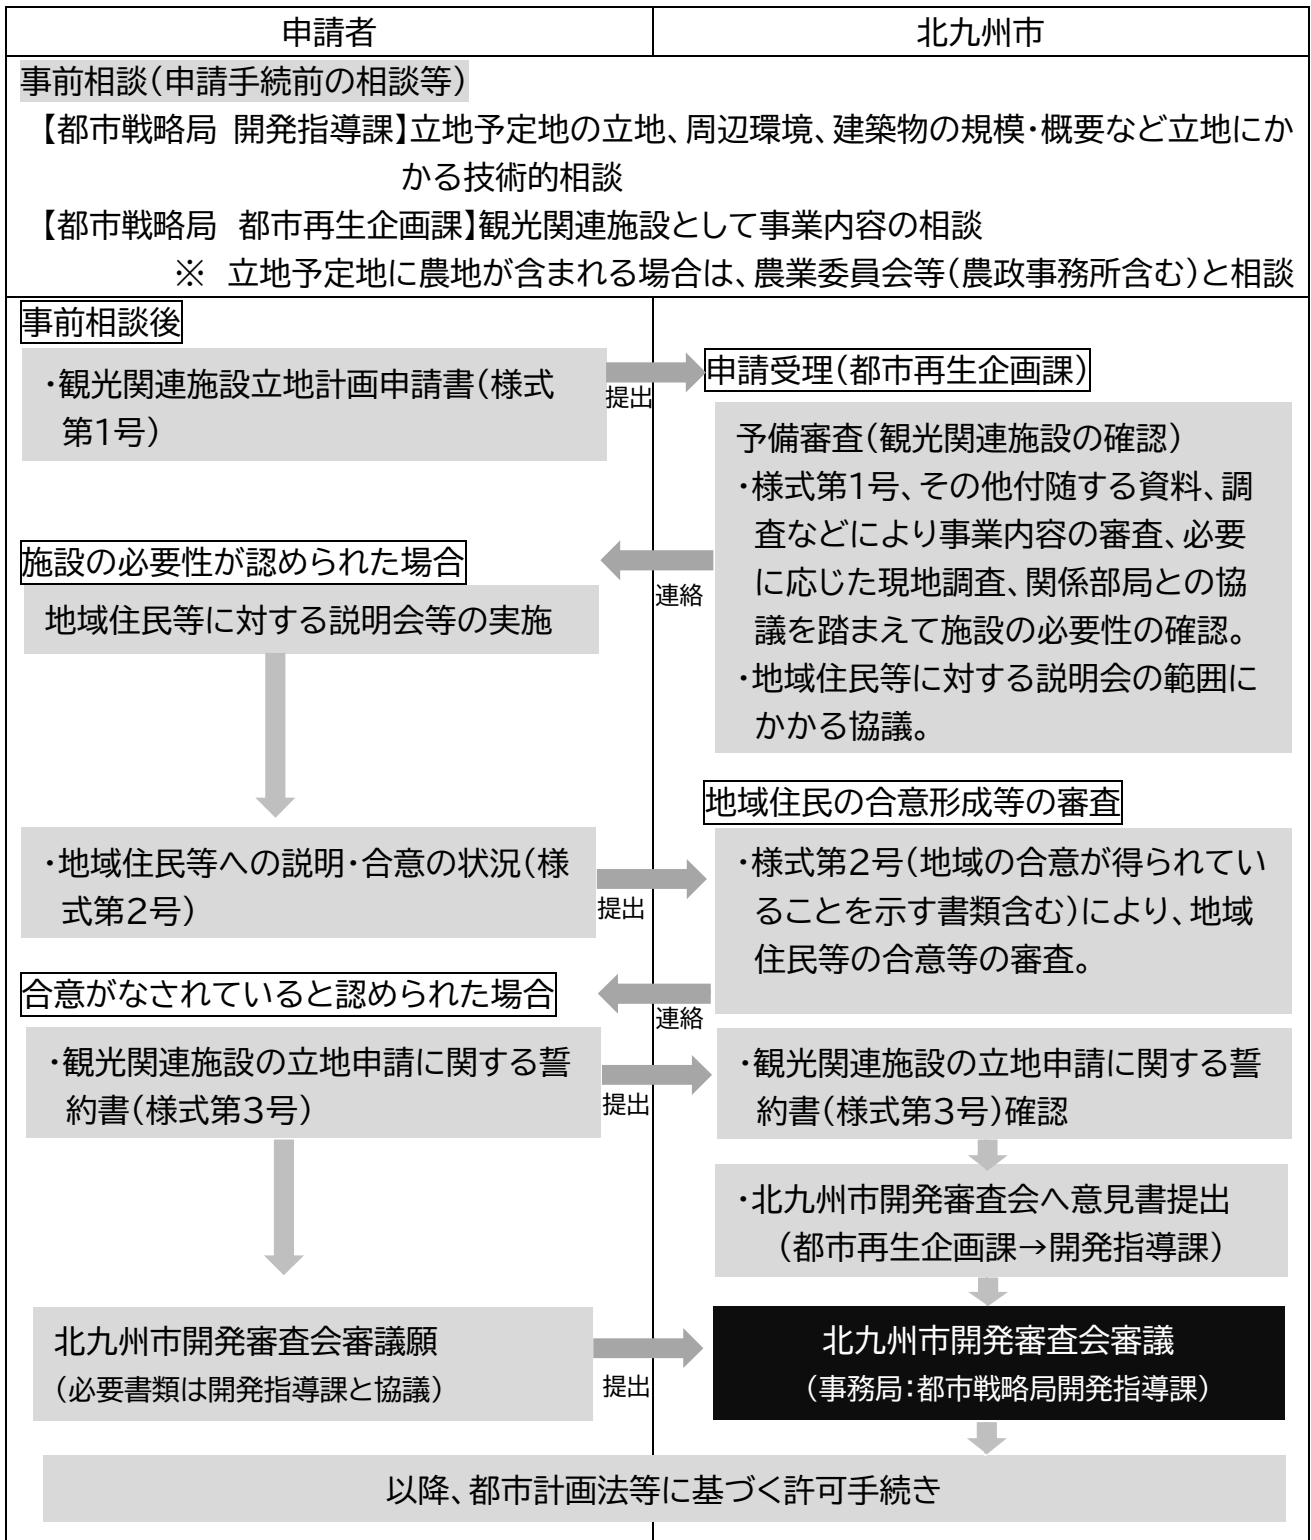 申請者
北九州市
事前相談（申請手続前の相談等）
【都市戦略局 開発指導課】立地予定地の立地、周辺環境、建築物の規模・概要など立地にか
かる技術的相談
【都市戦略局 都市再生企画課】観光関連施設として事業内容の相談
※ 立地予定地に農地が含まれる場合は、農業委員会等（農政事務所含む）と相談
事前相談後
・観光関連施設立地計画申請書（様式
第1号）
提出
申請受理（都市再生企画課）
予備審査（観光関連施設の確認）
・様式第1号、その他付随する資料、調
査などにより事業内容の審査、必要
に応じた現地調査、関係部局との協
議を踏まえて施設の必要性の確認。
・地域住民等に対する説明会の範囲に
かかる協議。
連絡
施設の必要性が認められた場合
地域住民等に対する説明会等の実施
・地域住民等への説明・合意の状況（様
式第2号）
提出
地域住民の合意形成等の審査
・様式第2号（地域の合意が得られてい
ることを示す書類含む）により、地域
住民等の合意等の審査。
連絡
合意がなされていると認められた場合
・観光関連施設の立地申請に関する誓
約書（様式第3号）
提出
・観光関連施設の立地申請に関する誓
約書（様式第3号）確認
・北九州市開発審査会へ意見書提出
（都市再生企画課→開発指導課）
北九州市開発審査会審議願
（必要書類は開発指導課と協議）
提出
北九州市開発審査会審議
（事務局：都市戦略局開発指導課）
以降、都市計画法等に基づく許可手続き